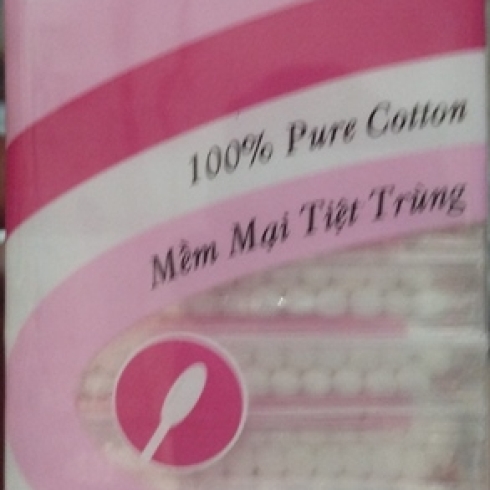 100% Pure Cotton
Mềm Mại Tiệt Trùng